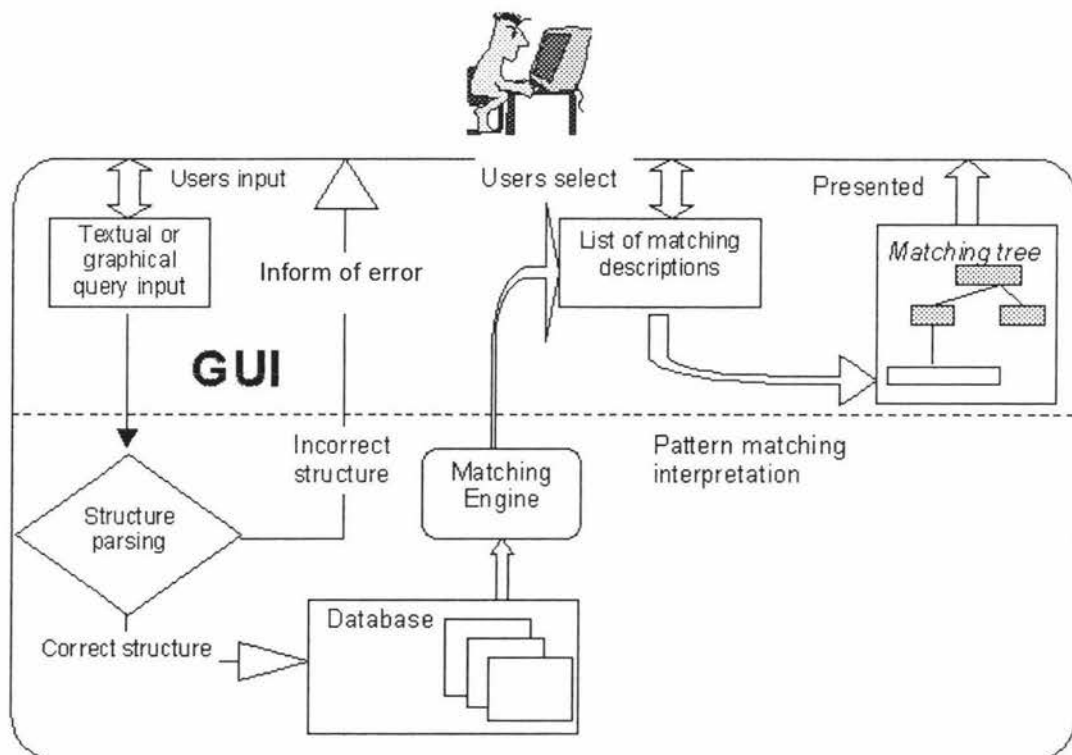 Users input
Users select
Presented
Textual or
graphical
query input
Inform of error
List of matching
descriptions
Matching tree
GUI
Incorrect
structure
Matching
Engine
Pattern matching
interpretation
Structure
parsing
Database
Correct structure